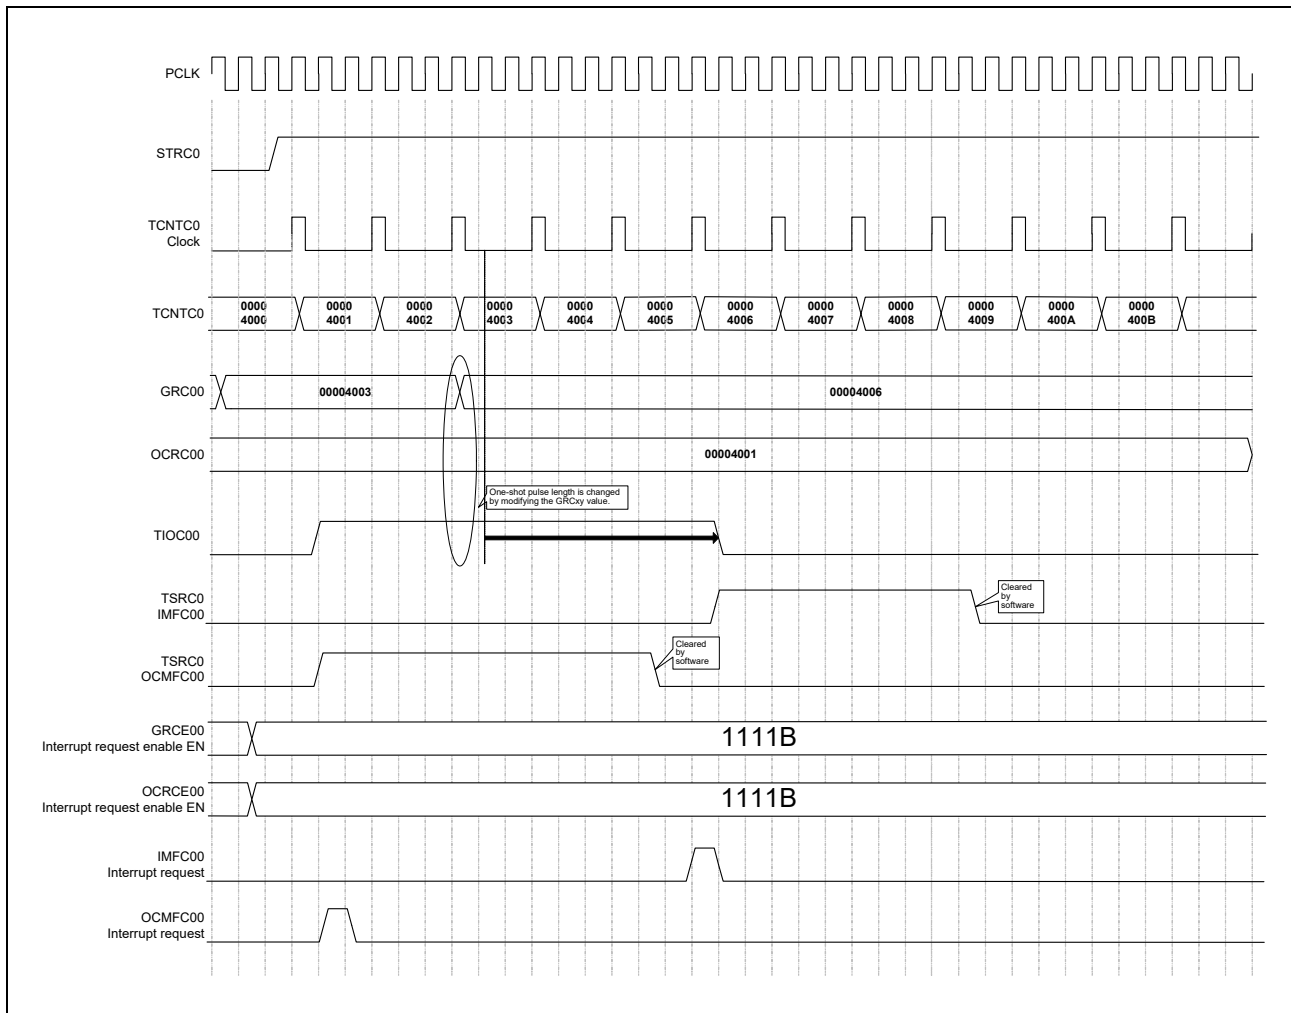 PCLK
STRC0
TCNTC0
Clock
TCNTC0
0000 0000 0000 0000 0000 0000 0000 0000 0000 0000 0000 0000
4000 4001 4002 4003 4004 4005 4006 4007 4008 4009 400A 400B
GRC00
00004003
00004006
OCRC00
00004001
One-shot pulse length is changed
by modifying the GRCxy value.
TIOC00
TSRC0
IMFC00
Cleared
by
software
TSRC0
OCMFC00
Cleared
by
software
GRCE00
Interrupt request enable EN
1111B
OCRCE00
Interrupt request enable EN
1111B
IMFC00
Interrupt request
OCMFC00
Interrupt request